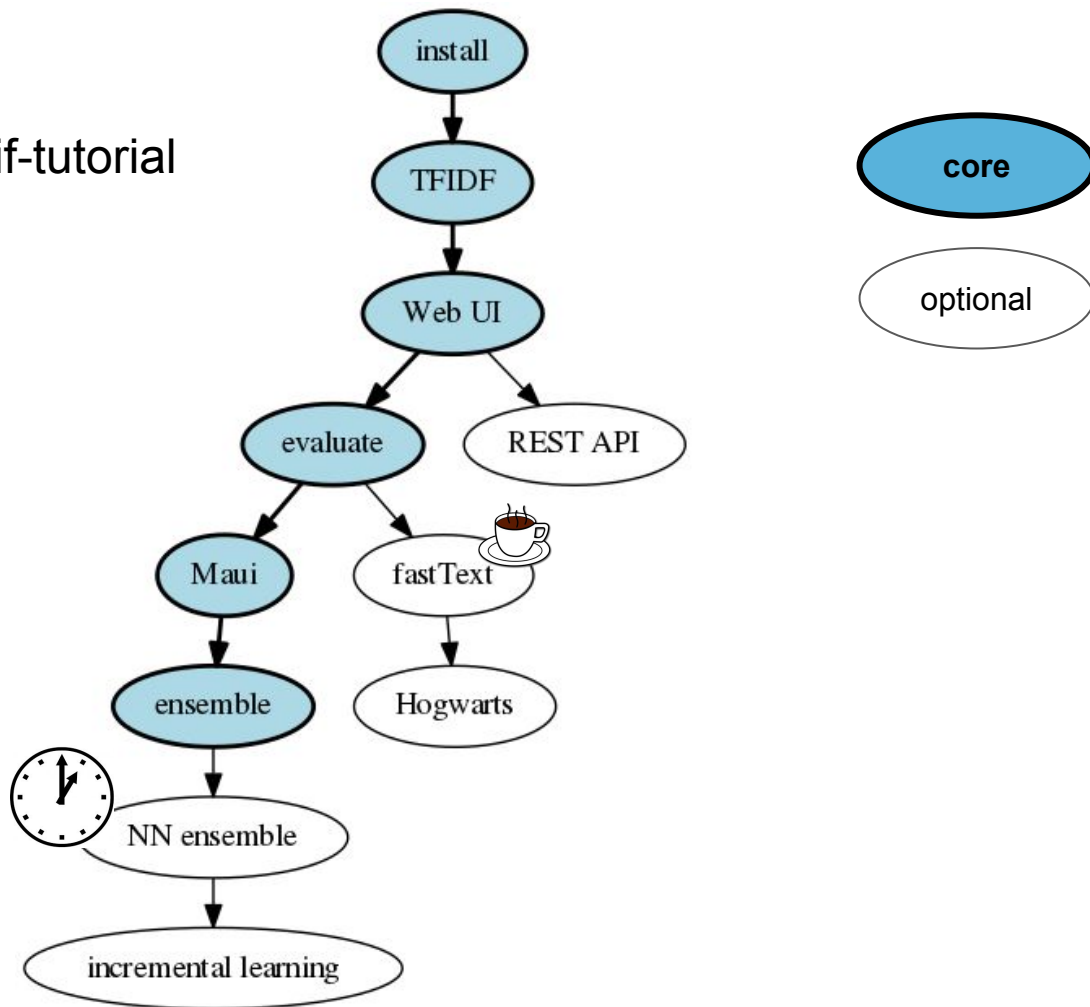 install
if-tutorial
TFIDF
core
Web UI
optional
evaluate
REST API
Maui
fastText
ensemble
Hogwarts
NN ensemble
incremental learning